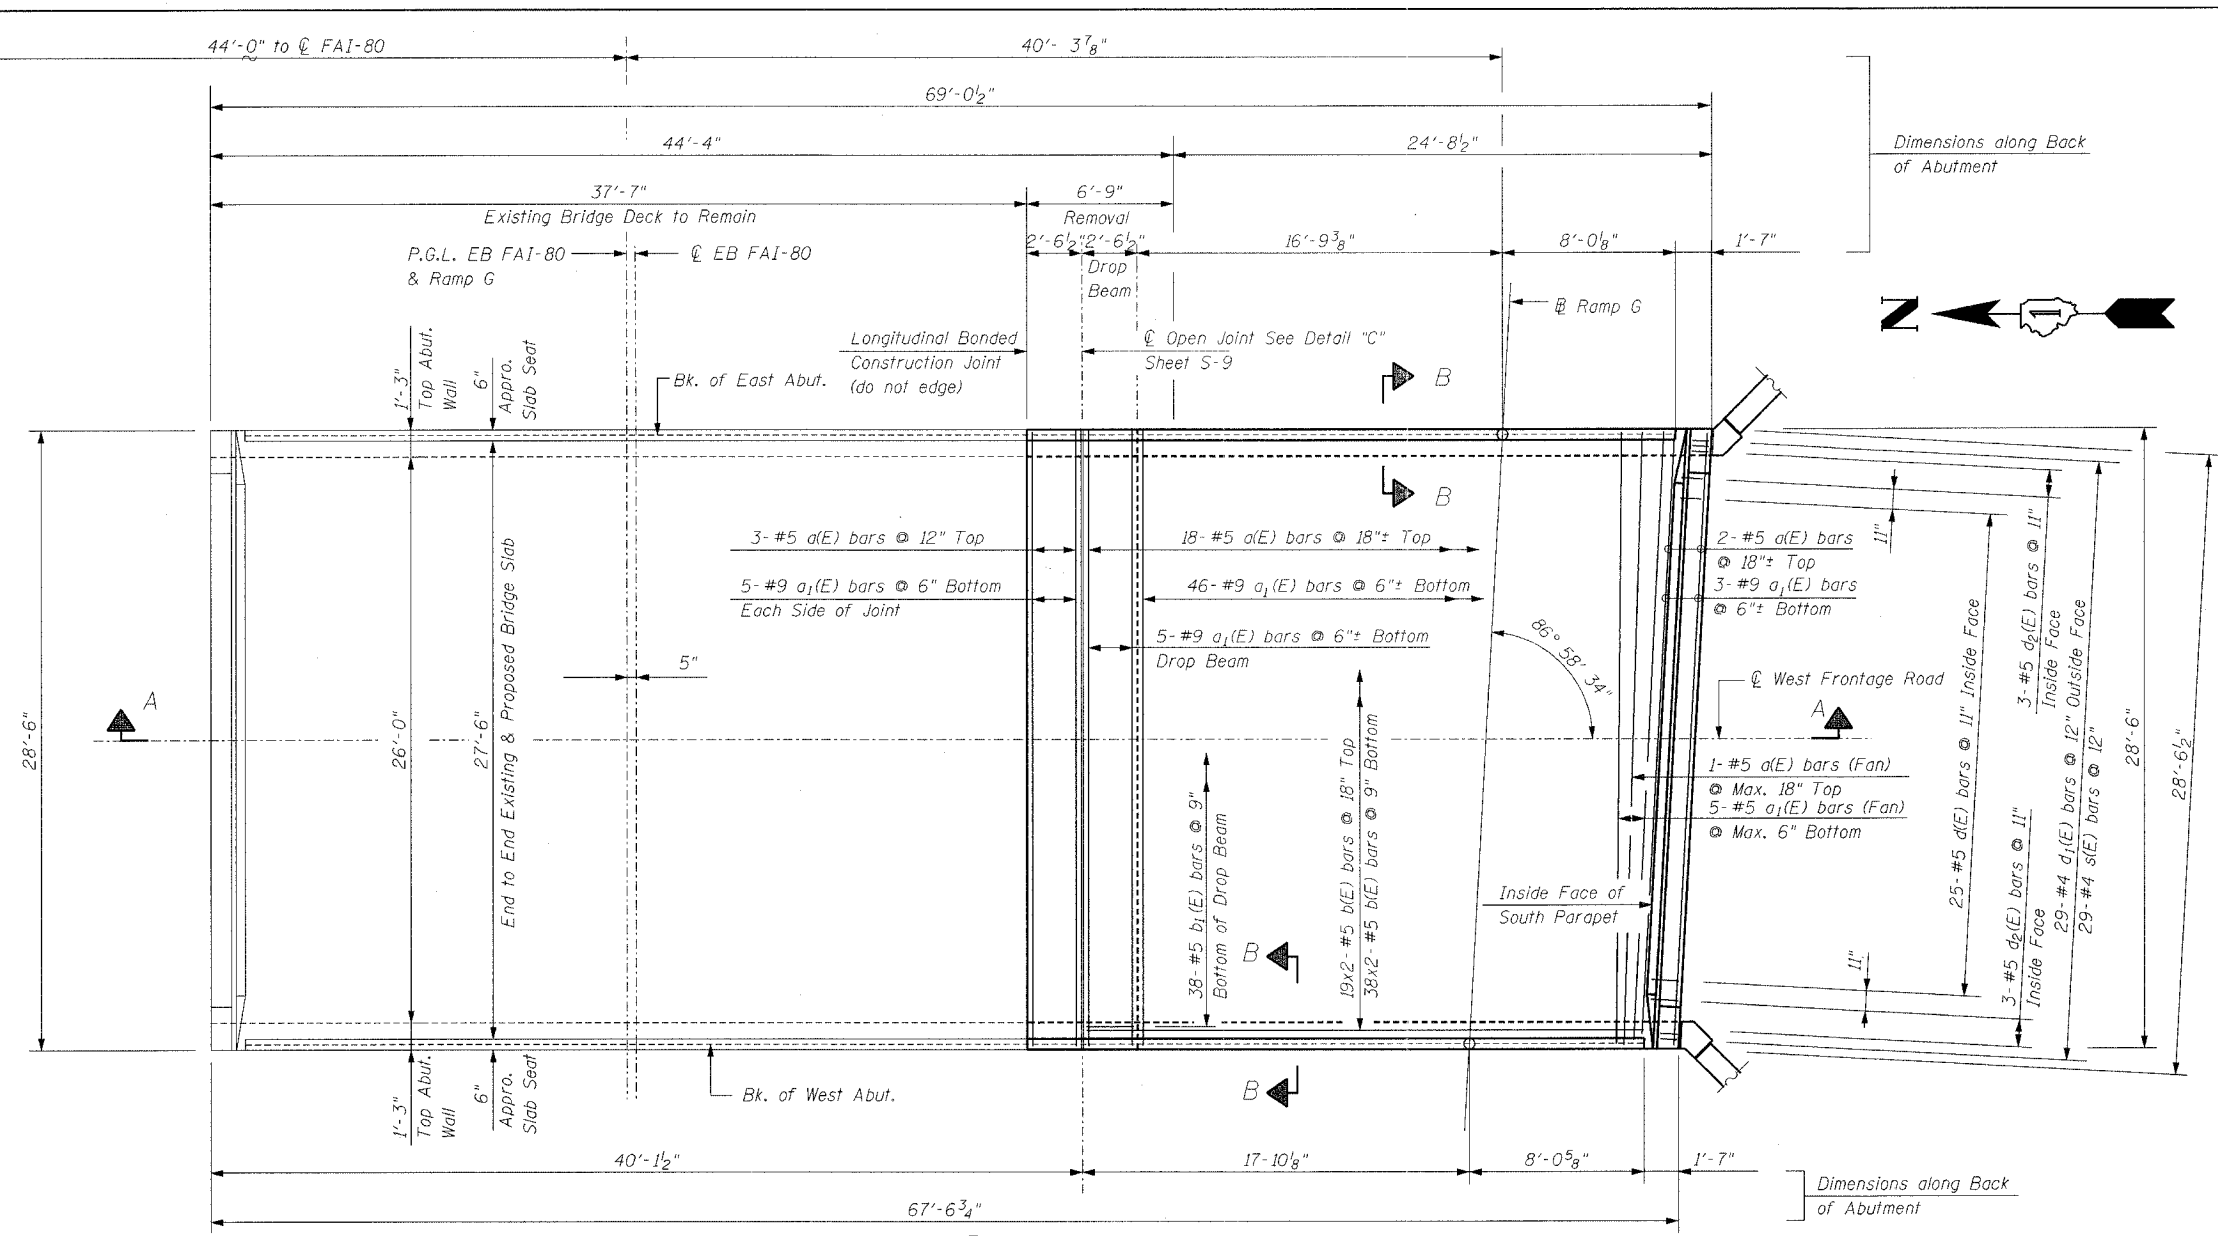 44'-0" to ℄ FAI-80
40'- 3⅞"
69'-0½"
44'-4"
24'-8½"
Dimensions along Back
of Abutment
37'-7"
Existing Bridge Deck to Remain
6'-9"
Removal
2'-6½"
2'-6½"
Drop
Beam
16'-9⅜"
8'-0⅛"
1'-7"
P.G.L. EB FAI-80
& Ramp G
℄ EB FAI-80
N
1
Ramp G
Longitudinal Bonded
Construction Joint
(do not edge)
℄ Open Joint See Detail "C"
Sheet S-9
1'-3"
Top Abut.
Wall
6"
Appro.
Slab Seat
Bk. of East Abut.
B
B
3- #5 a(E) bars @ 12" Top
18- #5 a(E) bars @ 18"± Top
2- #5 a(E) bars
@ 18"± Top
5- #9 a₁(E) bars @ 6" Bottom
Each Side of Joint
46- #9 a₁(E) bars @ 6"± Bottom
3- #9 a₁(E) bars
@ 6"± Bottom
5- #9 a₁(E) bars @ 6"± Bottom
Drop Beam
5"
86° 58' 34"
℄ West Frontage Road
A
A
28'-6"
26'-0"
27'-6"
End to End Existing & Proposed Bridge Slab
38- #5 b₁(E) bars @ 9"
Bottom of Drop Beam
19x2- #5 b(E) bars @ 18" Top
38x2- #5 b(E) bars @ 9" Bottom
1- #5 a(E) bars (Fan)
@ Max. 18" Top
5- #5 a₁(E) bars (Fan)
@ Max. 6" Bottom
Inside Face of
South Parapet
11"
25- #5 d(E) bars @ 11" Inside Face
3- #5 d₂(E) bars @ 11"
Inside Face
3- #5 d₂(E) bars @ 11"
Inside Face
29- #4 d₁(E) bars @ 12" Outside Face
29- #4 s(E) bars @ 12"
28'-6"
28'-6½"
11"
B
B
1'-3"
Top Abut.
Wall
6"
Appro.
Slab Seat
Bk. of West Abut.
40'-1½"
17-10⅛"
8'-0⅝"
1'-7"
Dimensions along Back
of Abutment
67'-6¾"